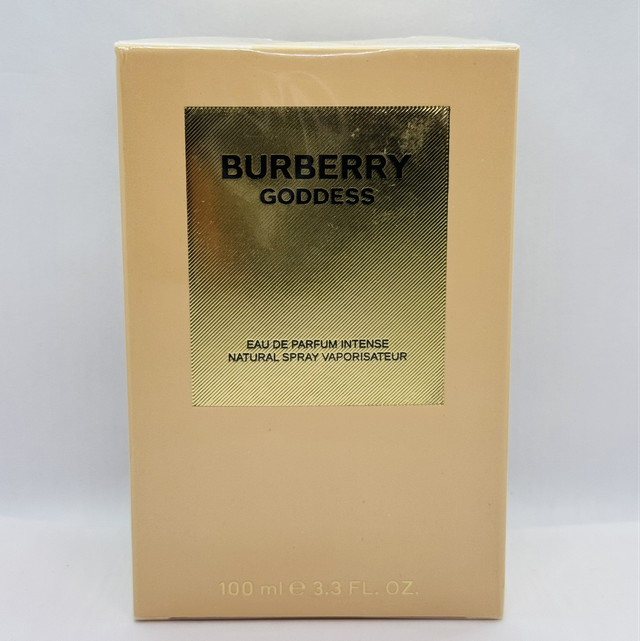 BURBERRY
GODDESS
EAU DE PARFUM INTENSE
NATURAL SPRAY VAPORISATEUR
100 ml ℮ 3.3 FL. OZ.